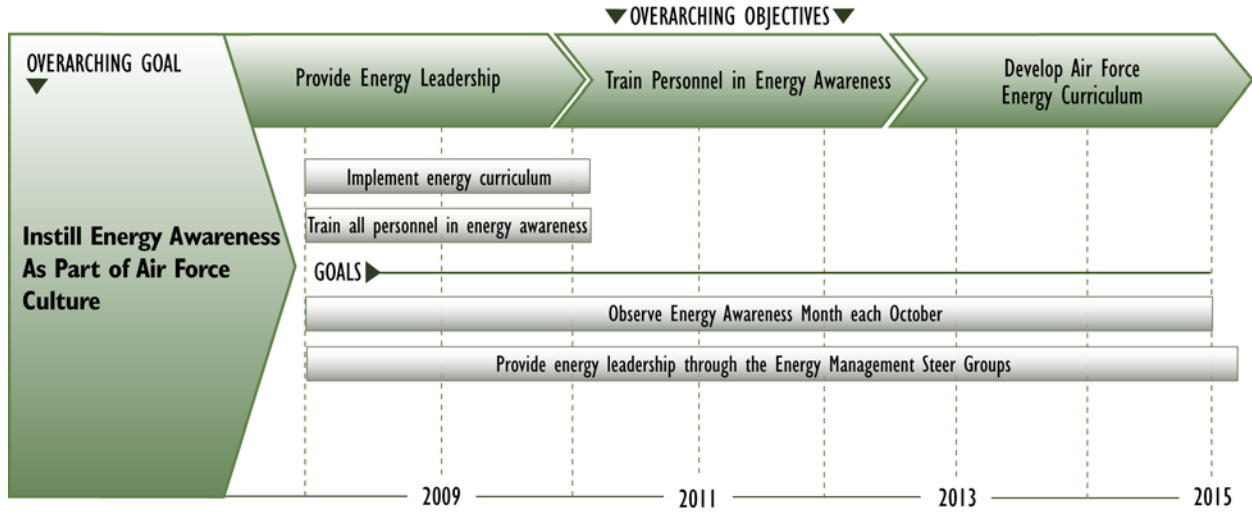 OVERARCHING OBJECTIVES
OVERARCHING GOAL
Provide Energy Leadership
Train Personnel in Energy Awareness
Develop Air Force
Energy Curriculum
Implement energy curriculum
Train all personnel in energy awareness
Instill Energy Awareness
As Part of Air Force
Culture
GOALS
Observe Energy Awareness Month each October
Provide energy leadership through the Energy Management Steer Groups
2009
2011
2013
2015